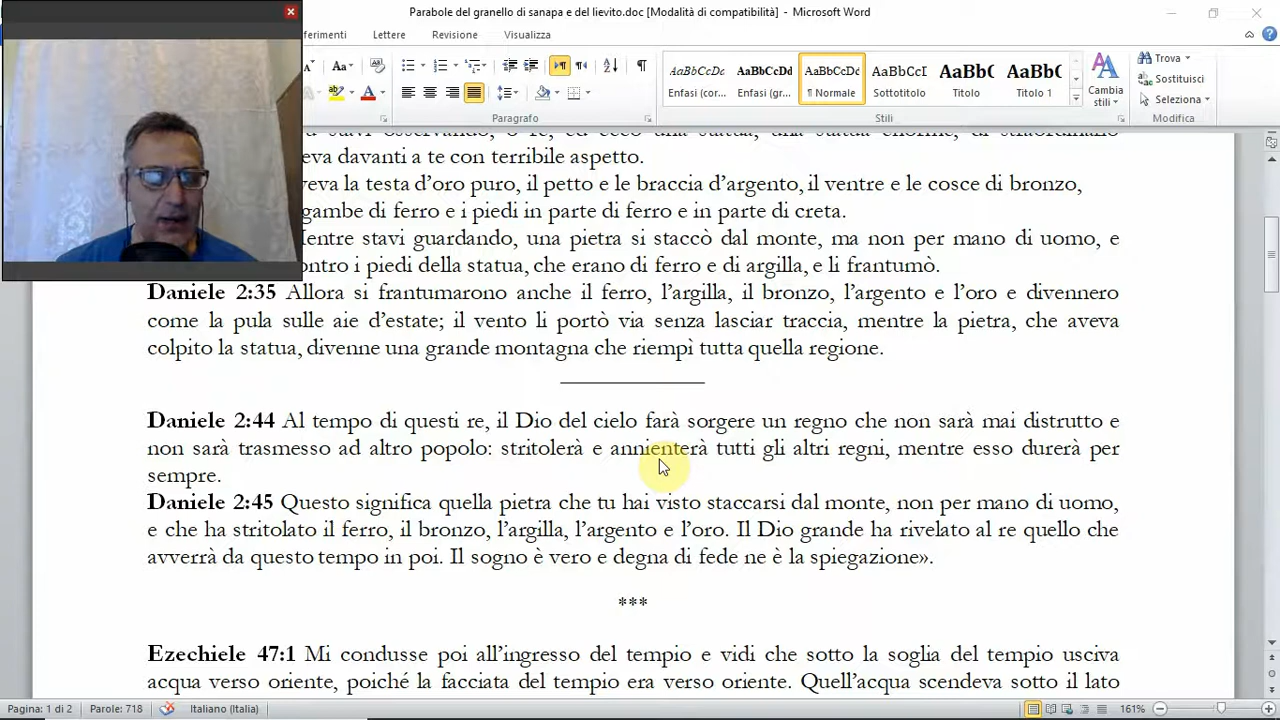 Parabole del granello di sanapa e del lievito.doc [Modalità di compatibilità] - Microsoft Word
ferimenti Lettere Revisione Visualizza
AaBbCcDc AaBbCcDd AaBbCcDc AaBbCcI AaBbC AaBbC
Enfasi (cor... Enfasi (gr... ¶ Normale Sottotitolo Titolo Titolo 1
Cambia stili
Trova
Sostituisci
Seleziona
Paragrafo Stili Modifica
eva davanti a te con terribile aspetto.
veva la testa d’oro puro, il petto e le braccia d’argento, il ventre e le cosce di bronzo,
gambe di ferro e i piedi in parte di ferro e in parte di creta.
entre stavi guardando, una pietra si staccò dal monte, ma non per mano di uomo, e
ontro i piedi della statua, che erano di ferro e di argilla, e li frantumò.
Daniele 2:35 Allora si frantumarono anche il ferro, l’argilla, il bronzo, l’argento e l’oro e divennero
come la pula sulle aie d’estate; il vento li portò via senza lasciar traccia, mentre la pietra, che aveva
colpito la statua, divenne una grande montagna che riempì tutta quella regione.
Daniele 2:44 Al tempo di questi re, il Dio del cielo farà sorgere un regno che non sarà mai distrutto e
non sarà trasmesso ad altro popolo: stritolerà e annienterà tutti gli altri regni, mentre esso durerà per
sempre.
Daniele 2:45 Questo significa quella pietra che tu hai visto staccarsi dal monte, non per mano di uomo,
e che ha stritolato il ferro, il bronzo, l’argilla, l’argento e l’oro. Il Dio grande ha rivelato al re quello che
avverrà da questo tempo in poi. Il sogno è vero e degna di fede ne è la spiegazione».
***
Ezechiele 47:1 Mi condusse poi all’ingresso del tempio e vidi che sotto la soglia del tempio usciva
acqua verso oriente, poiché la facciata del tempio era verso oriente. Quell’acqua scendeva sotto il lato
Pagina: 1 di 2 Parole: 718 Italiano (Italia) 161%